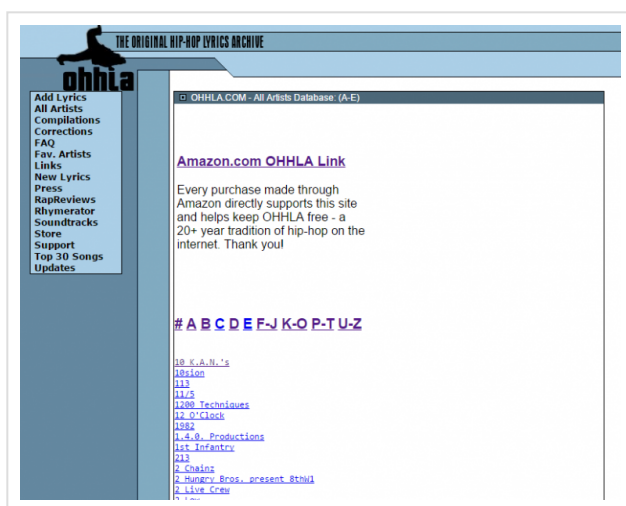 THE ORIGINAL HIP-HOP LYRICS ARCHIVE
ohhla
Add Lyrics
All Artists
Compilations
Corrections
FAQ
Fav. Artists
Links
New Lyrics
Press
RapReviews
Rhymerator
Soundtracks
Store
Support
Top 30 Songs
Updates
OHHLA.COM - All Artists Database: (A-E)
Amazon.com OHHLA Link
Every purchase made through
Amazon directly supports this site
and helps keep OHHLA free - a
20+ year tradition of hip-hop on the
internet. Thank you!
# A B C D E F-J K-O P-T U-Z
10 K.A.N.'s
10sion
113
11/5
1200 Techniques
12 O'Clock
1982
1.4.0. Productions
1st Infantry
213
2 Chainz
2 Hungry Bros. present 8thW1
2 Live Crew